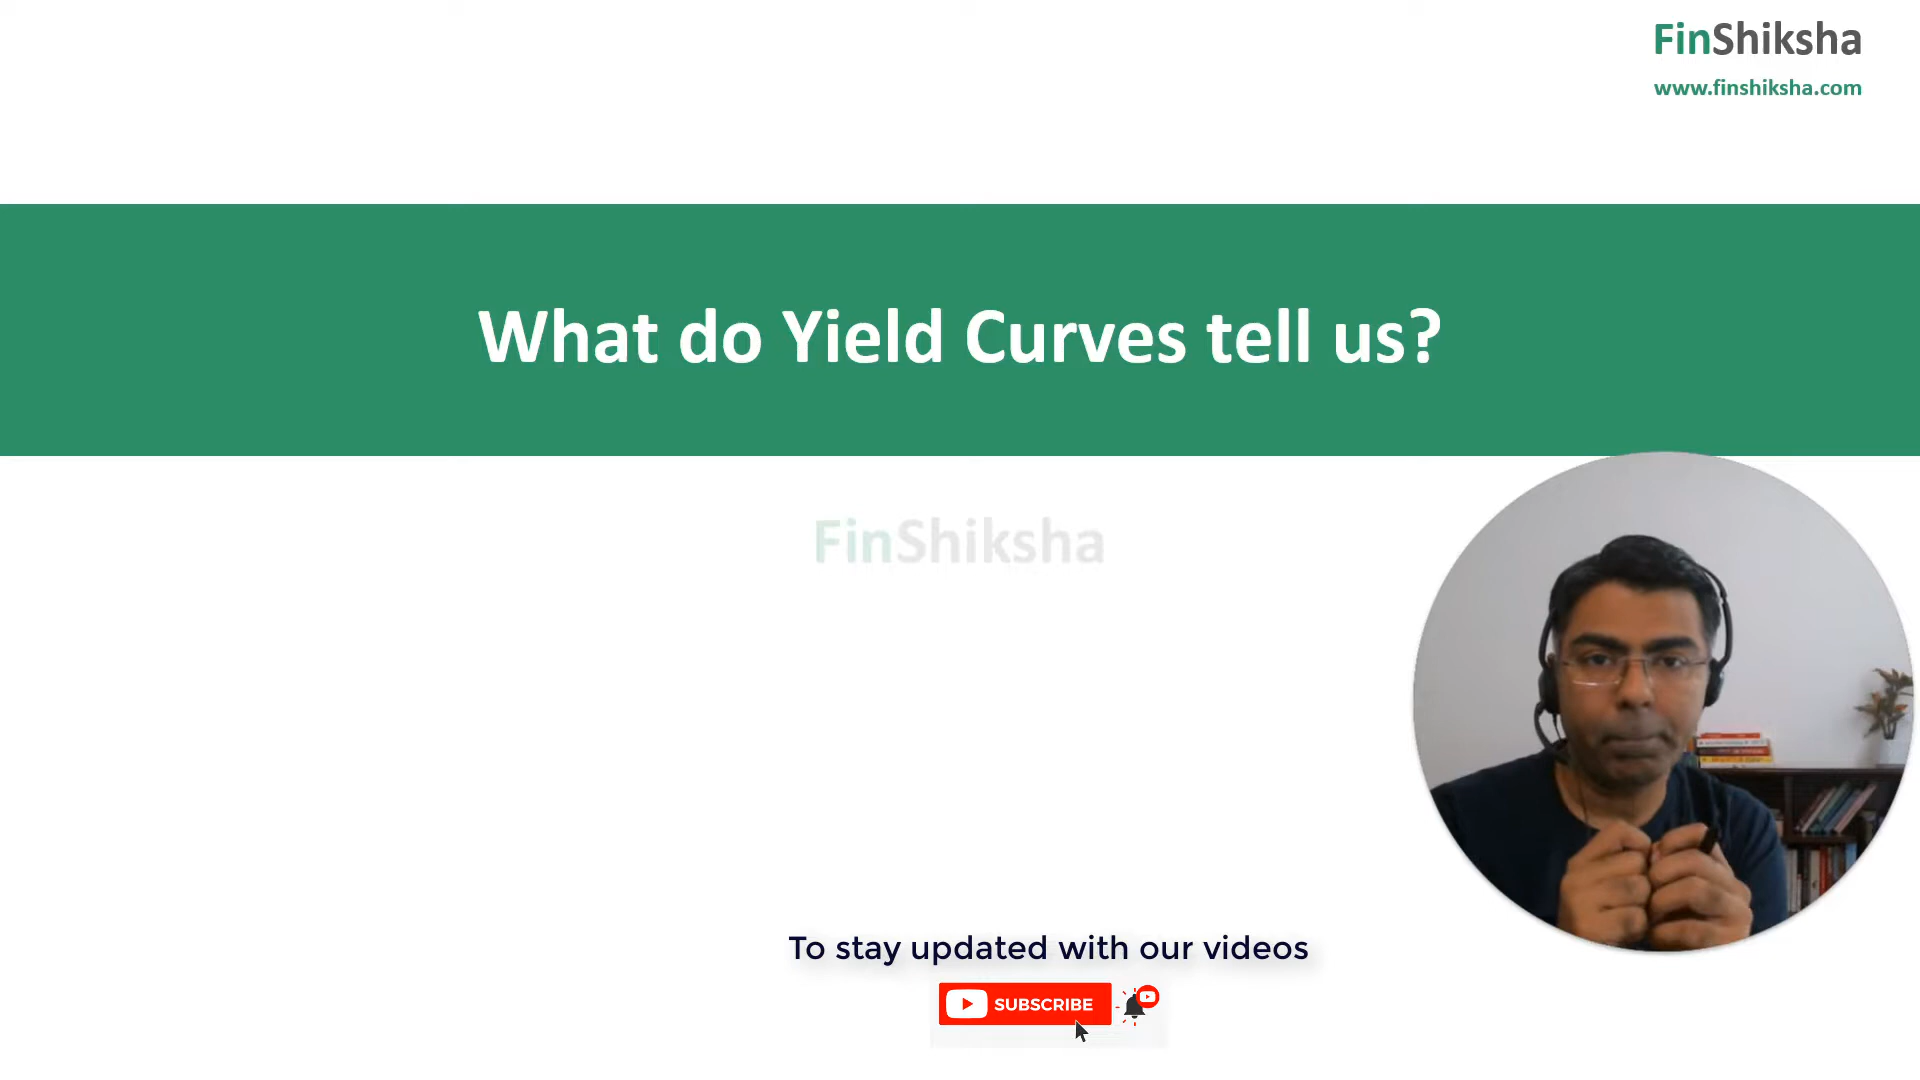 FinShiksha
www.finshiksha.com
What do Yield Curves tell us?
FinShiksha
To stay updated with our videos
SUBSCRIBE